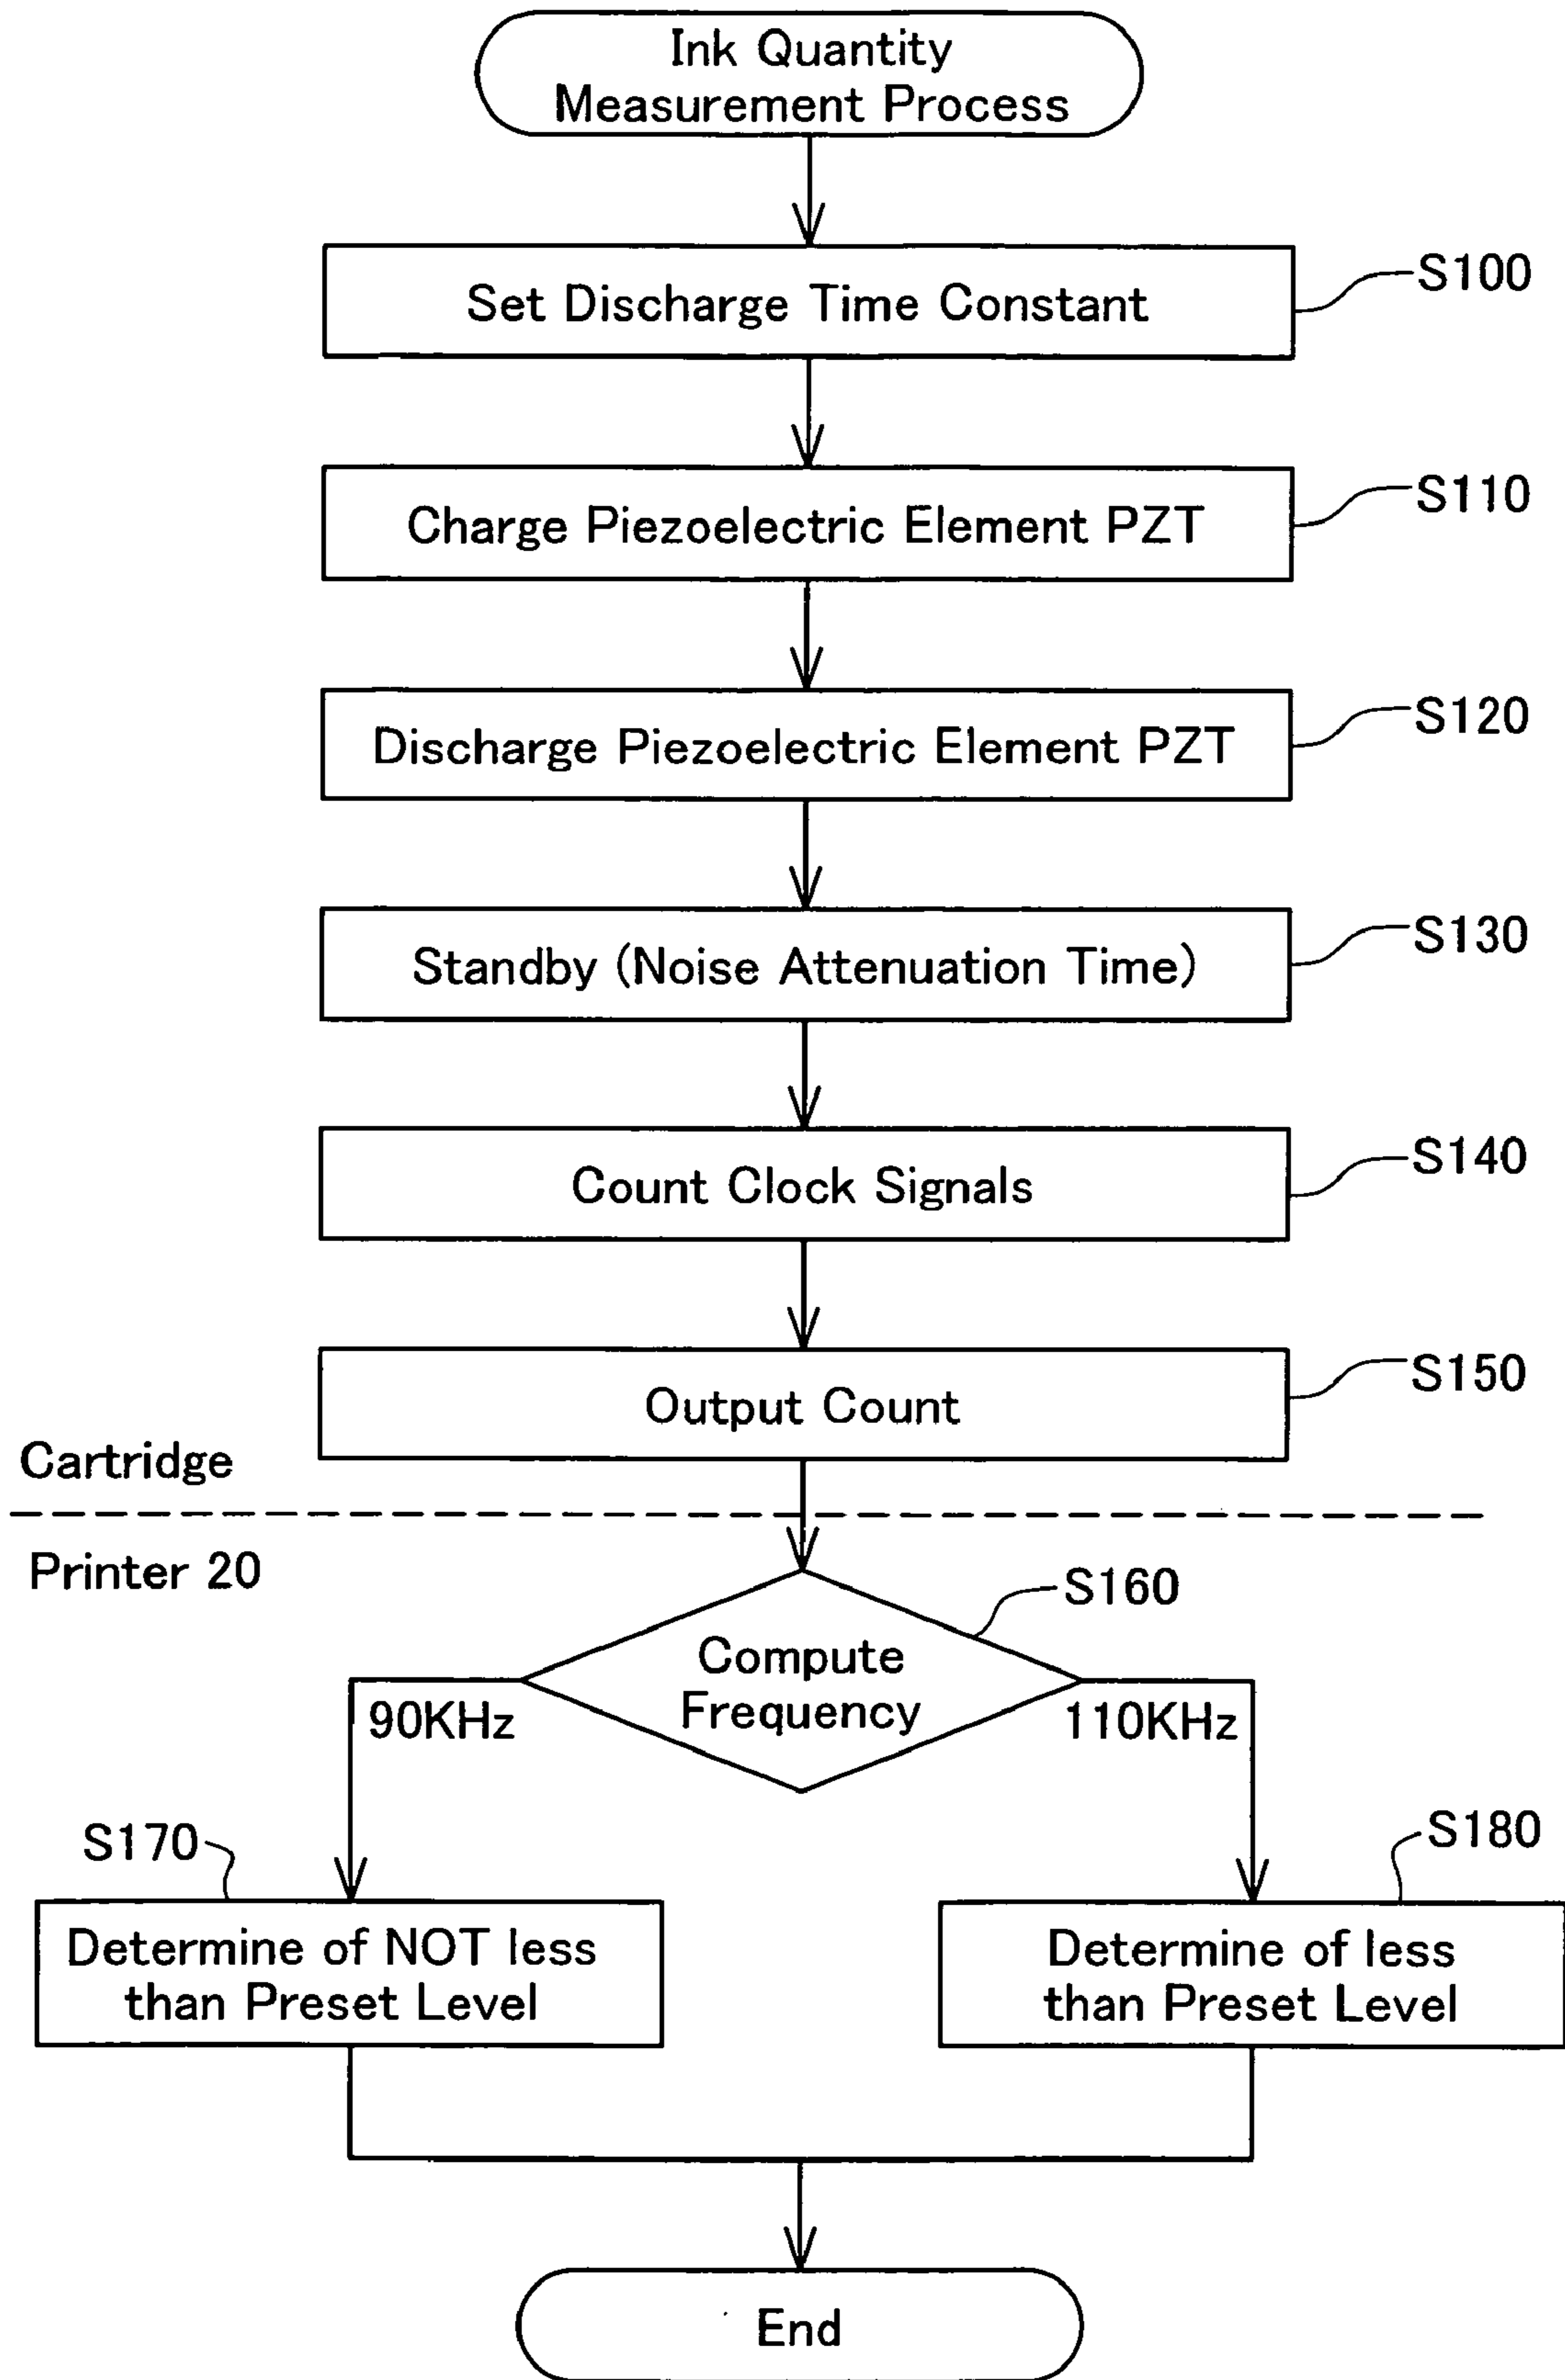 Ink Quantity
Measurement Process
Set Discharge Time Constant
S100
Charge Piezoelectric Element PZT
S110
Discharge Piezoelectric Element PZT
S120
Standby (Noise Attenuation Time)
S130
Count Clock Signals
S140
Output Count
S150
Cartridge
Printer 20
S160
Compute
Frequency
90KHz
110KHz
S170
S180
Determine of NOT less
than Preset Level
Determine of less
than Preset Level
End